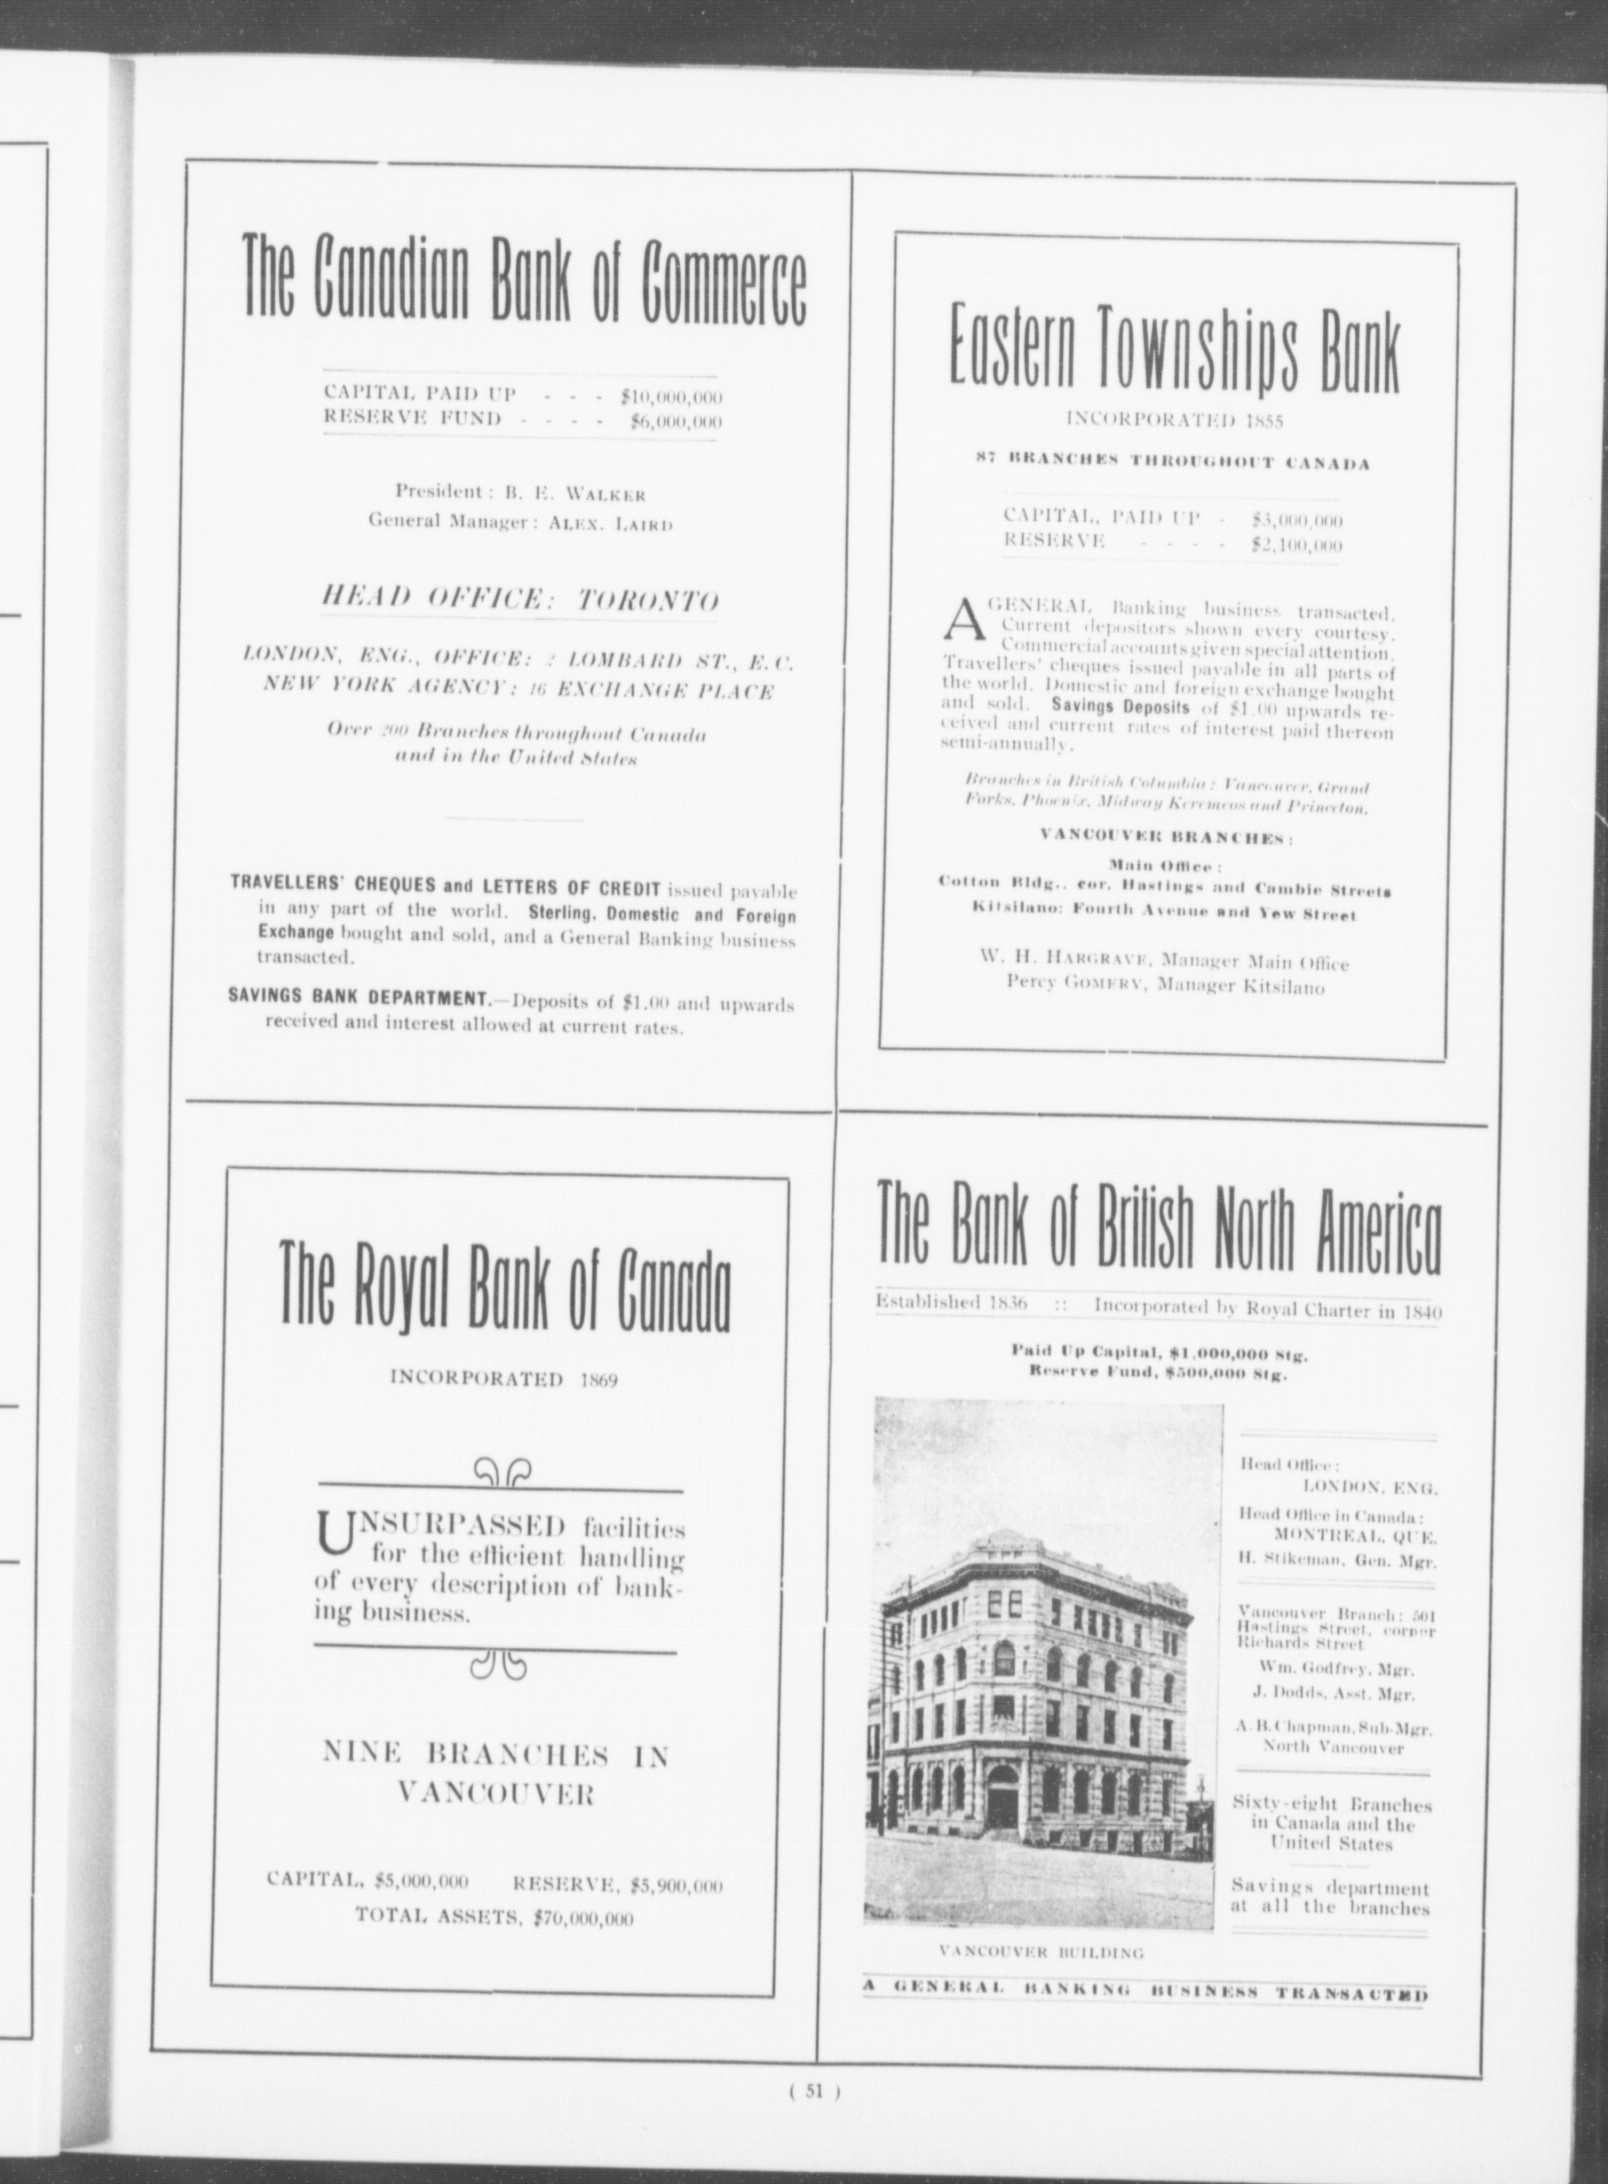 The Canadian Bank of Commerce
CAPITAL PAID UP - - - $10,000,000
RESERVE FUND - - - - $6,000,000
President: B. E. WALKER
General Manager: ALEX. LAIRD
HEAD OFFICE: TORONTO
LONDON, ENG., OFFICE: 2 LOMBARD ST., E. C.
NEW YORK AGENCY: 16 EXCHANGE PLACE
Over 200 Branches throughout Canada
and in the United States
TRAVELLERS' CHEQUES and LETTERS OF CREDIT issued payable
in any part of the world. Sterling, Domestic and Foreign
Exchange bought and sold, and a General Banking business
transacted.
SAVINGS BANK DEPARTMENT.—Deposits of $1.00 and upwards
received and interest allowed at current rates.
Eastern Townships Bank
INCORPORATED 1855
87 BRANCHES THROUGHOUT CANADA
CAPITAL, PAID UP - $3,000,000
RESERVE - - - - $2,100,000
A GENERAL Banking business transacted.
Current depositors shown every courtesy.
Commercial accounts given special attention.
Travellers' cheques issued payable in all parts of
the world. Domestic and foreign exchange bought
and sold. Savings Deposits of $1.00 upwards re-
ceived and current rates of interest paid thereon
semi-annually.
Branches in British Columbia: Vancouver, Grand
Forks, Phoenix, Midway Keremeos and Princeton.
VANCOUVER BRANCHES:
Main Office:
Cotton Bldg., cor. Hastings and Cambie Streets
Kitsilano: Fourth Avenue and Yew Street
W. H. HARGRAVE, Manager Main Office
Percy GOMERY, Manager Kitsilano
The Royal Bank of Canada
INCORPORATED 1869
UNSURPASSED facilities
for the efficient handling
of every description of bank-
ing business.
NINE BRANCHES IN
VANCOUVER
CAPITAL, $5,000,000 RESERVE, $5,900,000
TOTAL ASSETS, $70,000,000
The Bank of British North America
Established 1836 :: Incorporated by Royal Charter in 1840
Paid Up Capital, $1,000,000 Stg.
Reserve Fund, $500,000 Stg.
Head Office:
LONDON, ENG.
Head Office in Canada:
MONTREAL, QUE.
H. Stikeman, Gen. Mgr.
Vancouver Branch: 501
Hastings Street, corner
Richards Street
Wm. Godfrey, Mgr.
J. Dodds, Asst. Mgr.
A. B. Chapman, Sub-Mgr.
North Vancouver
Sixty-eight Branches
in Canada and the
United States
Savings department
at all the branches
VANCOUVER BUILDING
A GENERAL BANKING BUSINESS TRANSACTED
( 51 )